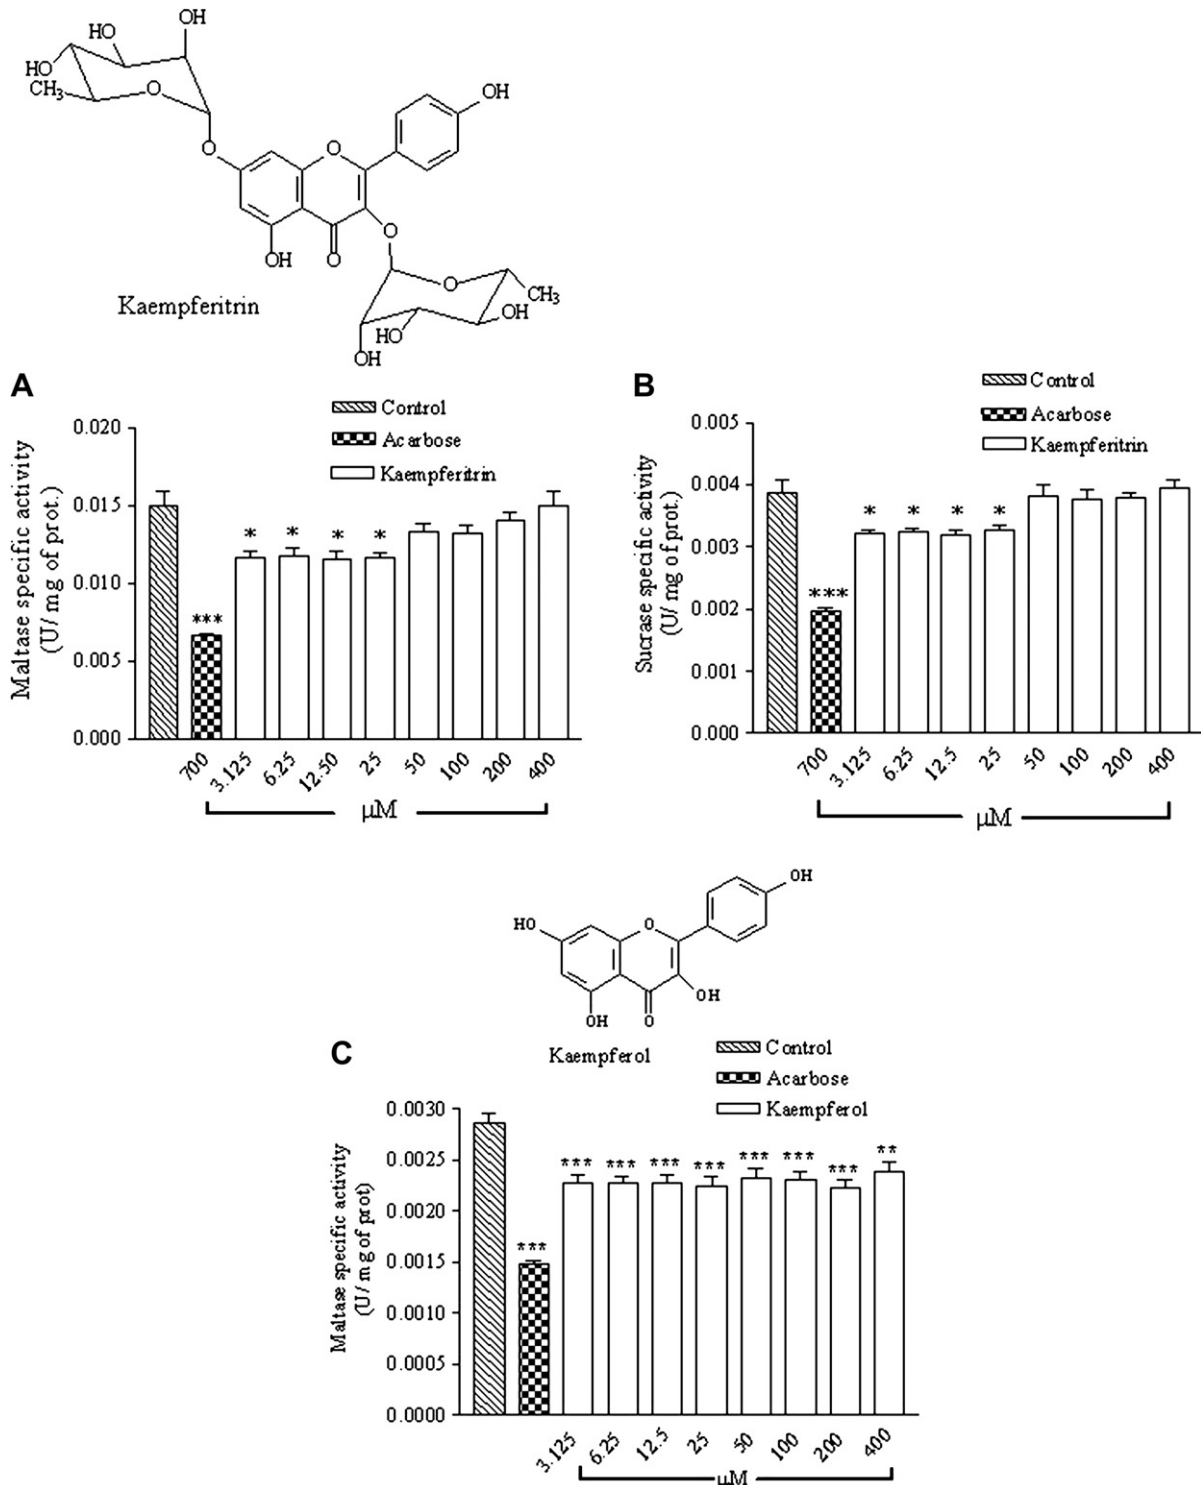 OH
HO
HO
CH3
O
OH
O
O
O
OH
O
O
CH3
OH
HO
OH
Kaempferitrin
A
Control
Acarbose
Kaempferitrin
Maltase specific activity
(U/ mg of prot.)
0.020
0.015
0.010
0.005
0.000
***
* * * *
700 3.125 6.25 12.50 25 50 100 200 400
µM
B
Control
Acarbose
Kaempferitrin
Sucrase specific activity
(U/ mg of prot.)
0.005
0.004
0.003
0.002
0.001
0.000
***
* * * *
700 3.125 6.25 12.5 25 50 100 200 400
µM
OH
HO
O
OH
OH
O
Kaempferol
C
Control
Acarbose
Kaempferol
Maltase specific activity
(U/ mg of prot)
0.0030
0.0025
0.0020
0.0015
0.0010
0.0005
0.0000
***
*** *** *** *** *** *** *** **
3.125 6.25 12.5 25 50 100 200 400
µM